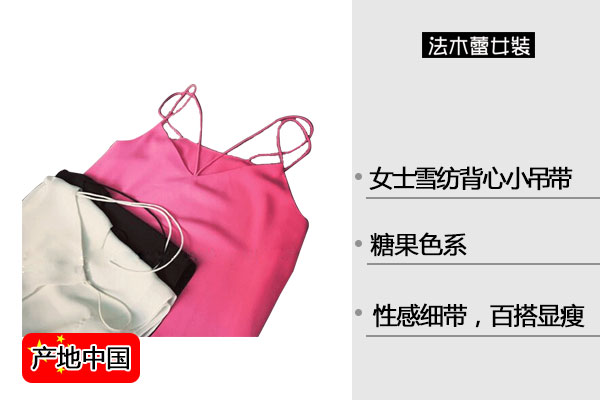 法木蕾女裝
女士雪纺背心小吊带
糖果色系
性感细带，百搭显瘦
产地中国